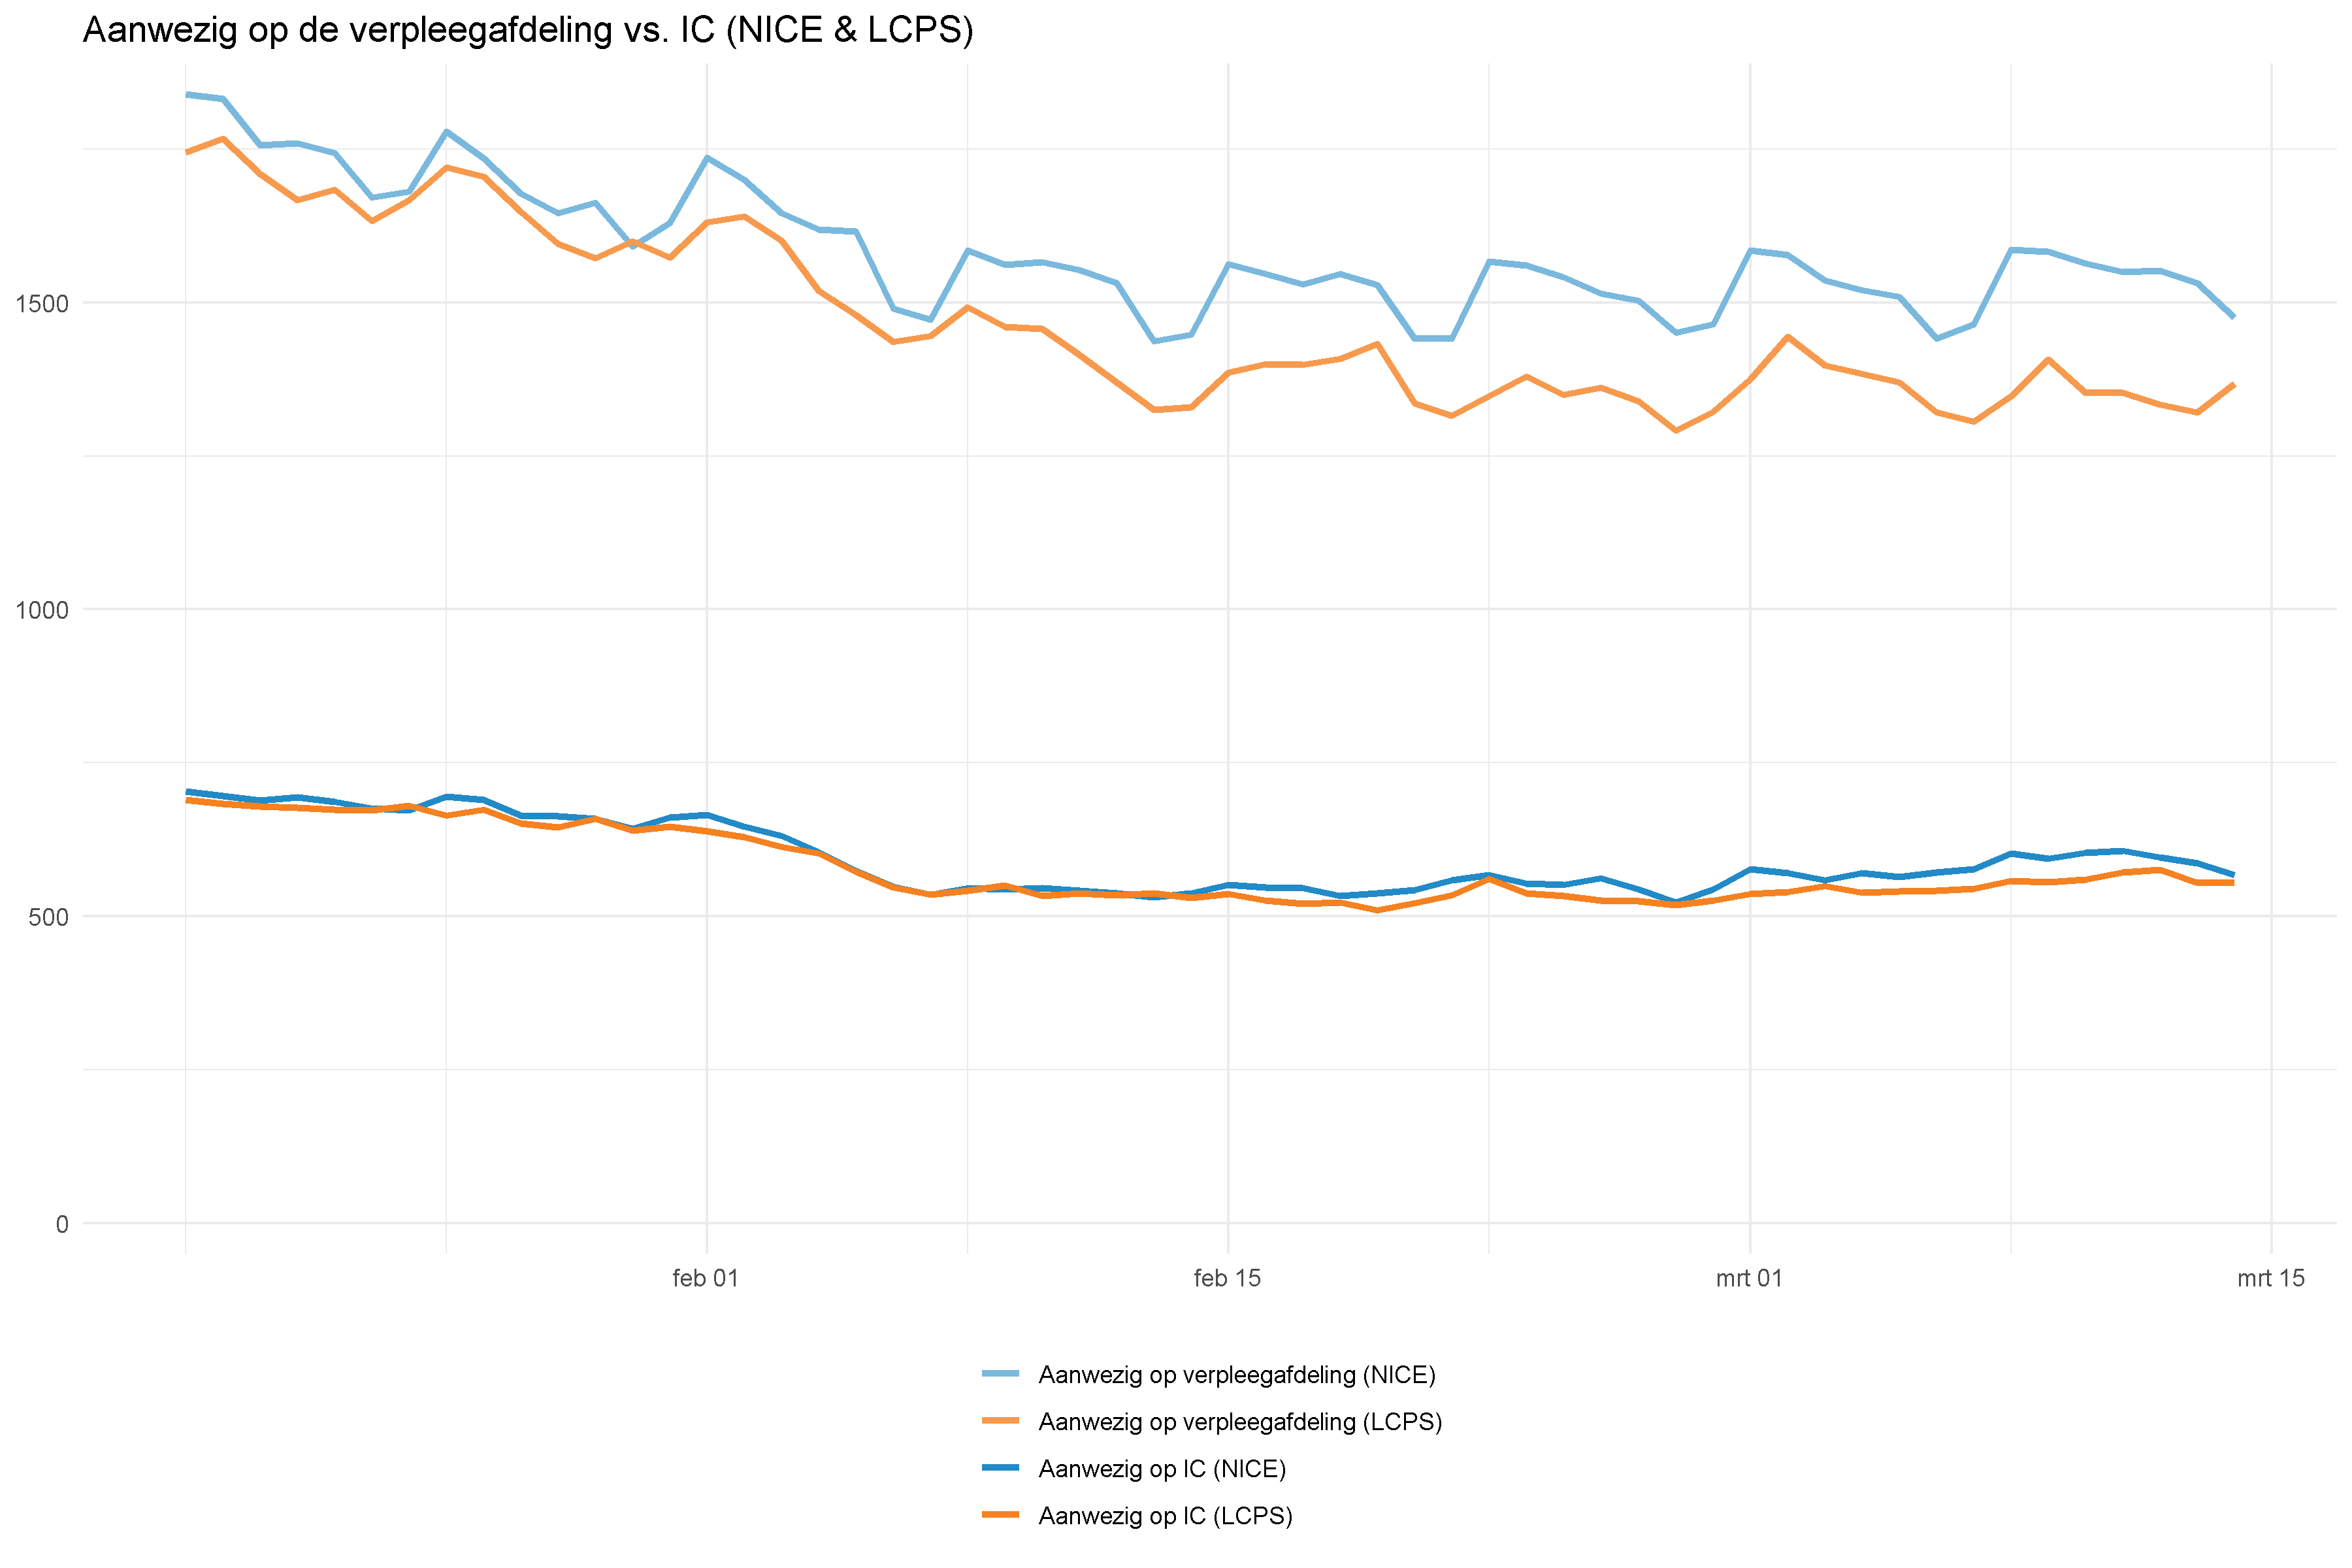 Aanwezig op de verpleegafdeling vs. IC (NICE & LCPS)
1500
1000
500
0
feb 01
feb 15
mrt 01
mrt 15
Aanwezig op verpleegafdeling (NICE)
Aanwezig op verpleegafdeling (LCPS)
Aanwezig op IC (NICE)
Aanwezig op IC (LCPS)